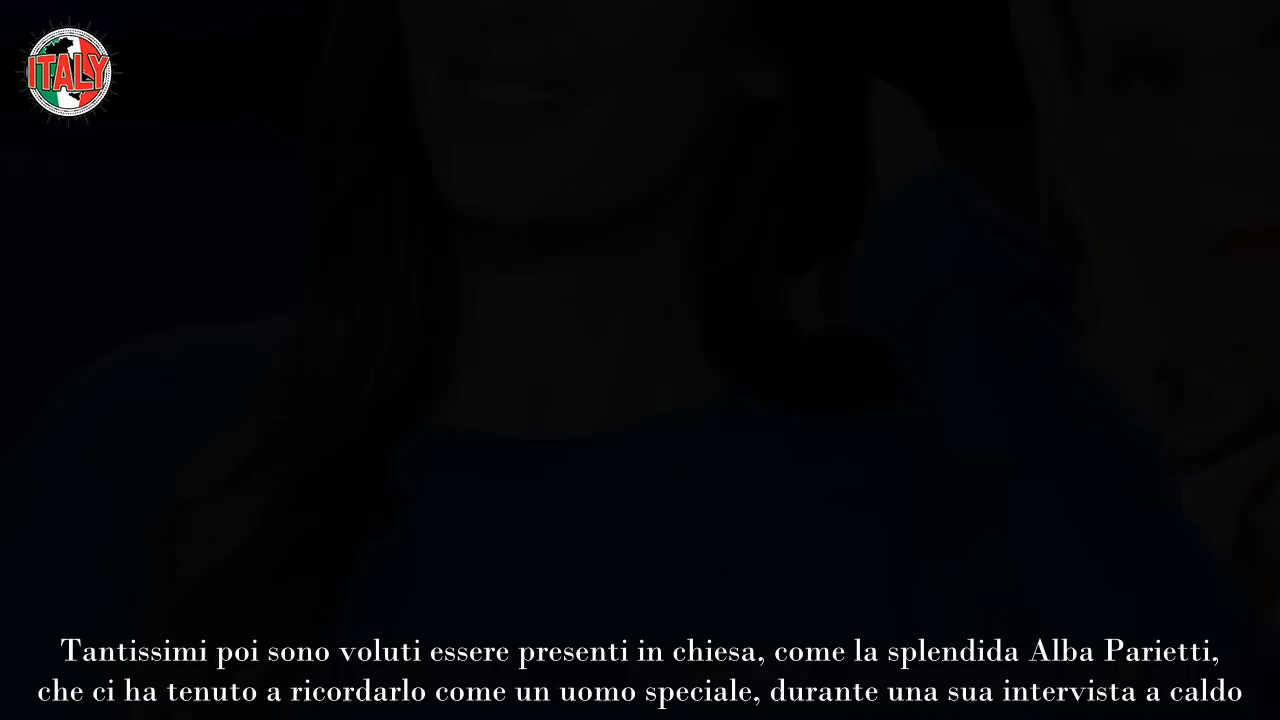 ITALY
Tantissimi poi sono voluti essere presenti in chiesa, come la splendida Alba Parietti,
che ci ha tenuto a ricordarlo come un uomo speciale, durante una sua intervista a caldo